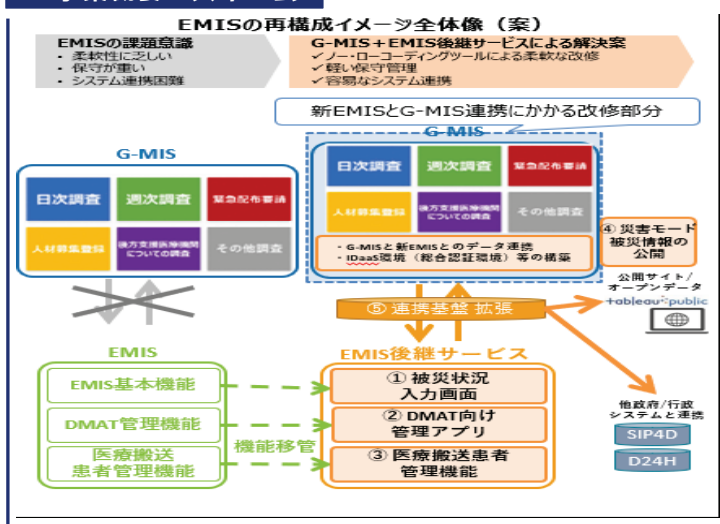 EMISの再構成イメージ全体像（案）
EMISの課題意識
・ 柔軟性に乏しい
・ 保守が重い
・ システム連携困難
G-MIS＋EMIS後継サービスによる解決案
✓ノー・ローコーディングツールによる柔軟な改修
✓軽い保守管理
✓容易なシステム連携
新EMISとG-MIS連携にかかる改修部分
G-MIS
日次調査
週次調査
緊急配布要請
人材募集登録
後方支援医療機関
についての調査
その他調査
G-MIS
日次調査
週次調査
緊急配布要請
人材募集登録
後方支援医療機関
についての調査
その他調査
・G-MISと新EMISとのデータ連携
・IDaaS環境（総合認証環境）等の構築
④ 災害モード
被災情報の
公開
公開サイト/
オープンデータ
+ableau public
⑤ 連携基盤 拡張
EMIS
EMIS基本機能
DMAT管理機能
医療搬送
患者管理機能
機能移管
EMIS後継サービス
① 被災状況
入力画面
② DMAT向け
管理アプリ
③ 医療搬送患者
管理機能
他政府/行政
システムと連携
SIP4D
D24H